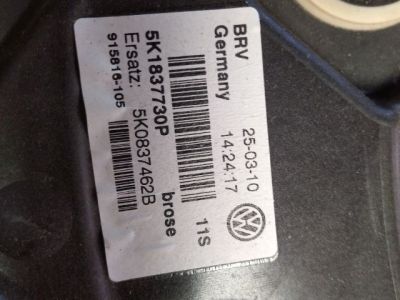 BRV 25-03-10
Germany 14:24:17
11S
5K1837730P brose
Ersatz: 5K0837462B
915816-105